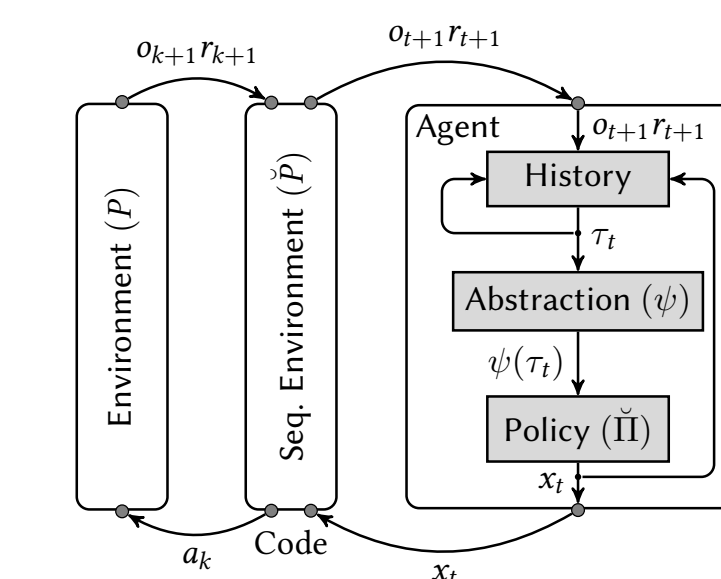 o_{k+1}r_{k+1}
o_{t+1}r_{t+1}
Agent
o_{t+1}r_{t+1}
History
τ_t
Abstraction (ψ)
ψ(τ_t)
Policy (Π̆)
x_t
Environment (P)
Seq. Environment (P̆)
Code
a_k
x_t